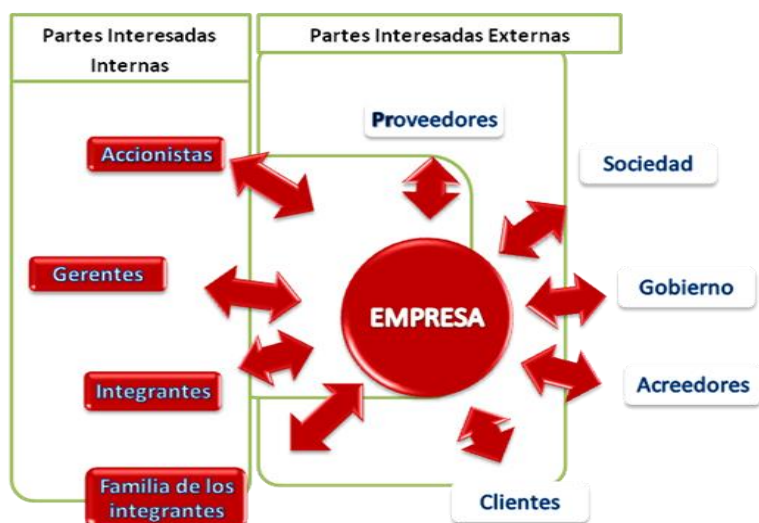 Partes Interesadas
Internas
Partes Interesadas Externas
Proveedores
Accionistas
Sociedad
Gerentes
Gobierno
EMPRESA
Integrantes
Acreedores
Familia de los
integrantes
Clientes